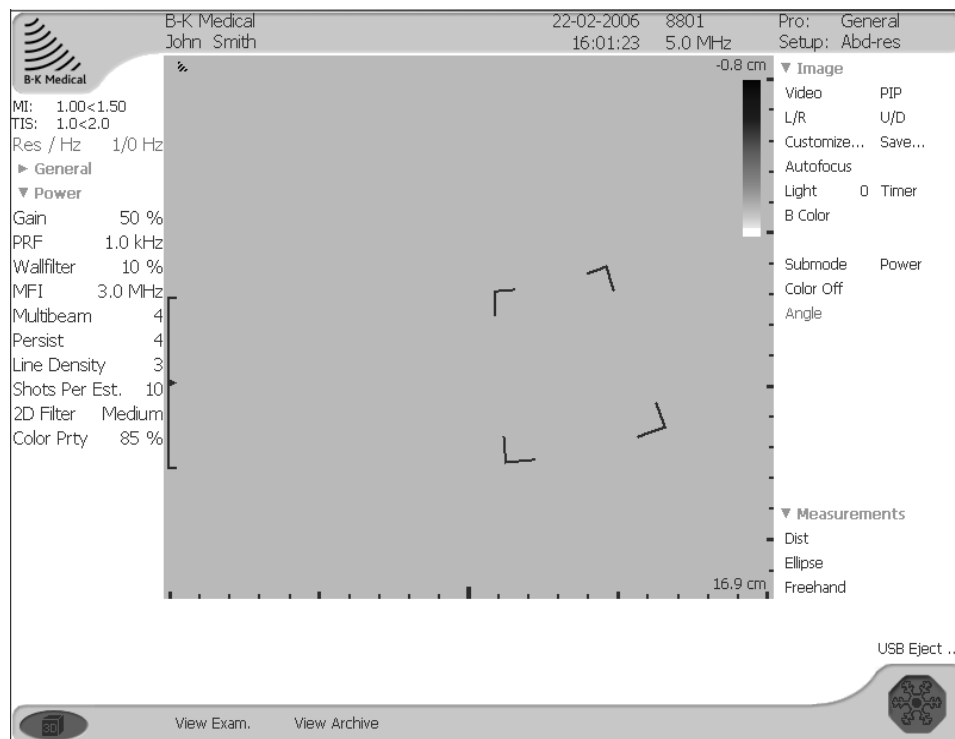 B-K Medical 22-02-2006 8801 Pro: General
John Smith 16:01:23 5.0 MHz Setup: Abd-res
B-K Medical
MI: 1.00<1.50
TIS: 1.0<2.0
Res / Hz 1/0 Hz
General
Power
Gain 50 %
PRF 1.0 kHz
Wallfilter 10 %
MFI 3.0 MHz
Multibeam 4
Persist 4
Line Density 3
Shots Per Est. 10
2D Filter Medium
Color Prty 85 %
-0.8 cm
16.9 cm
Image
Video PIP
L/R U/D
Customize... Save...
Autofocus
Light 0 Timer
B Color
Submode Power
Color Off
Angle
Measurements
Dist
Ellipse
Freehand
USB Eject ..
3D View Exam. View Archive